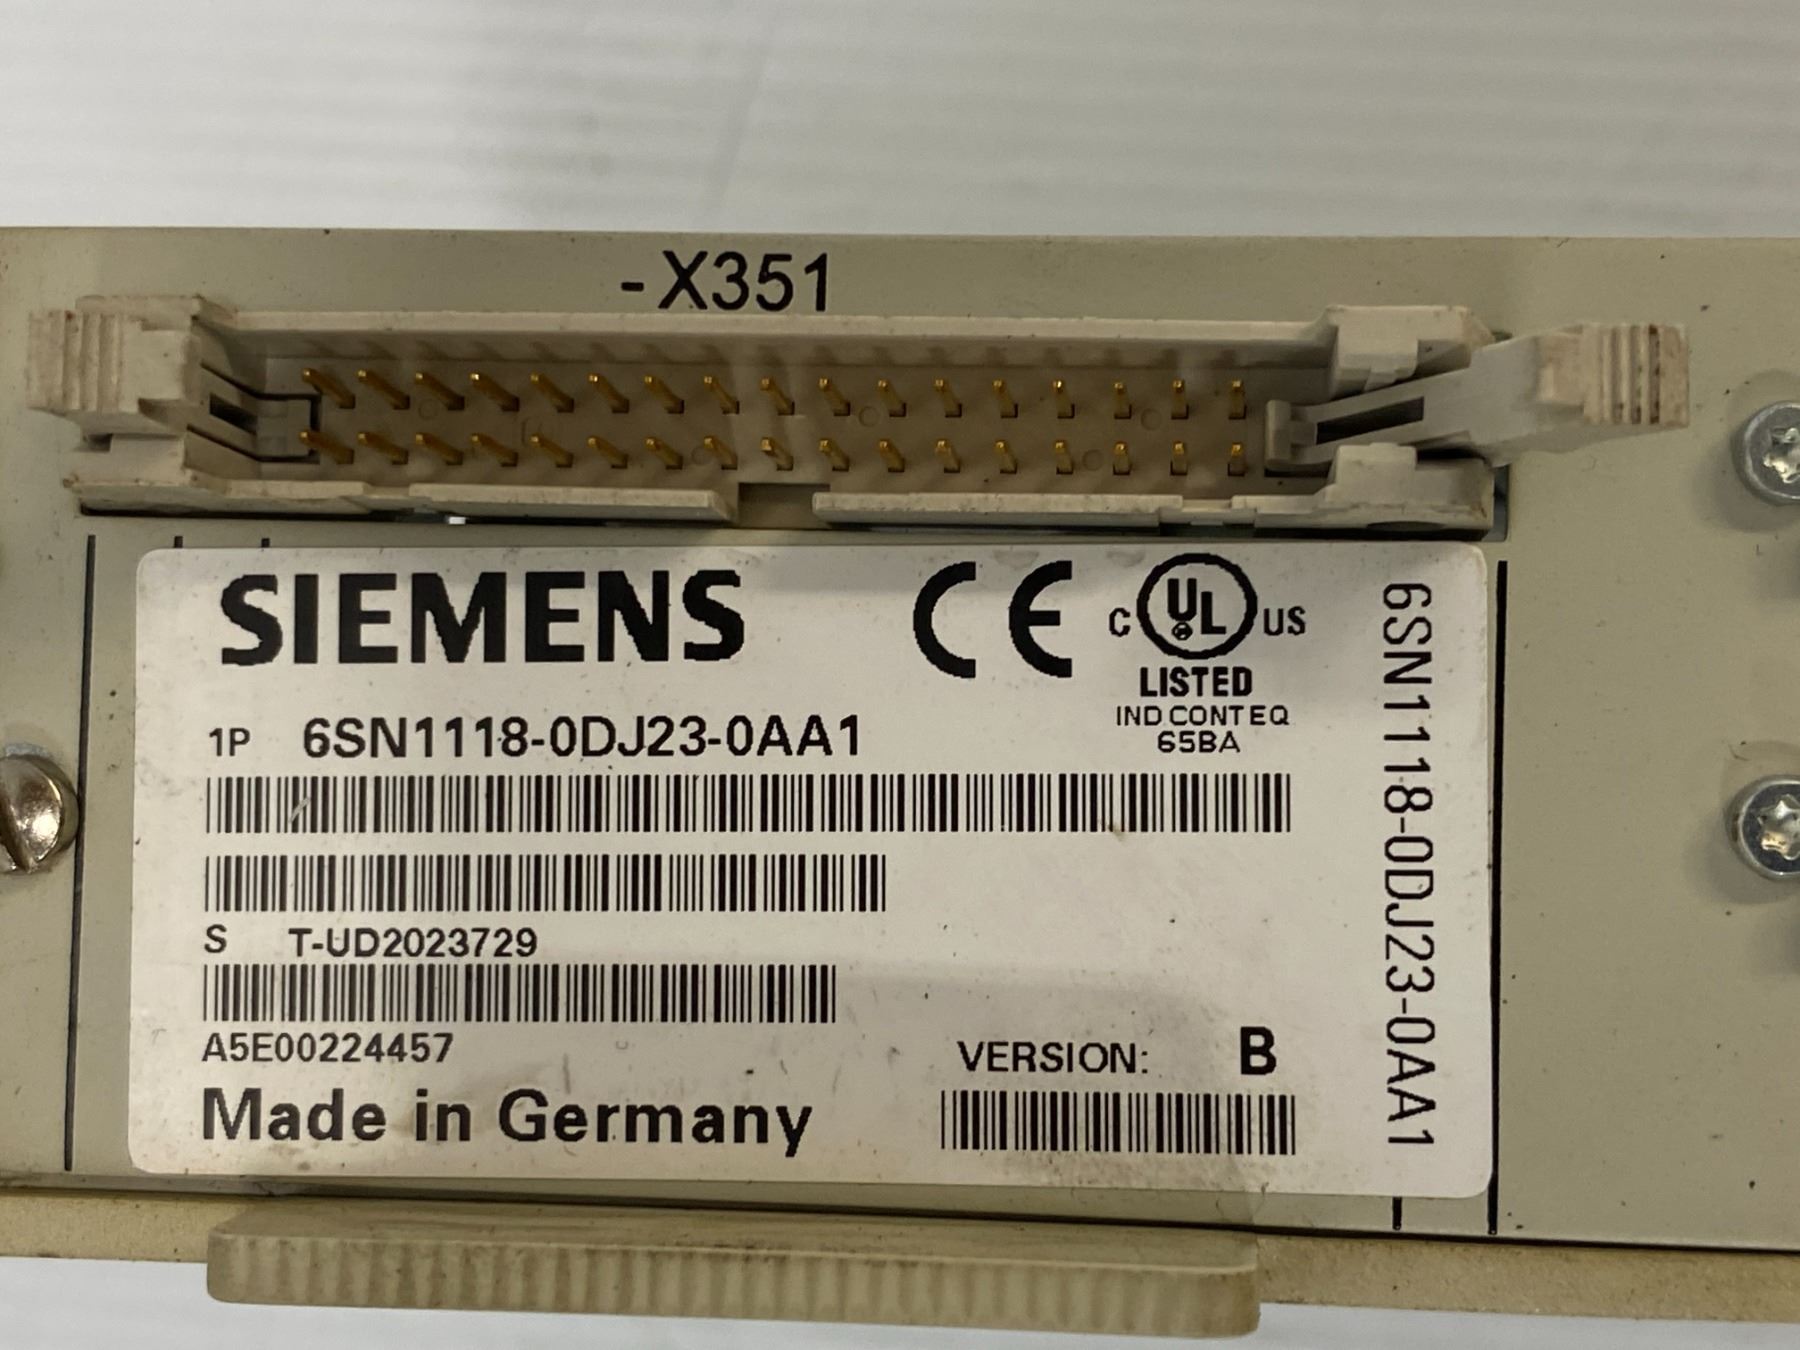 -X351
SIEMENS
CE
C UL US
LISTED
IND CONT EQ
65BA
1P 6SN1118-0DJ23-0AA1
S T-UD2023729
A5E00224457
VERSION: B
Made in Germany
6SN1118-0DJ23-0AA1